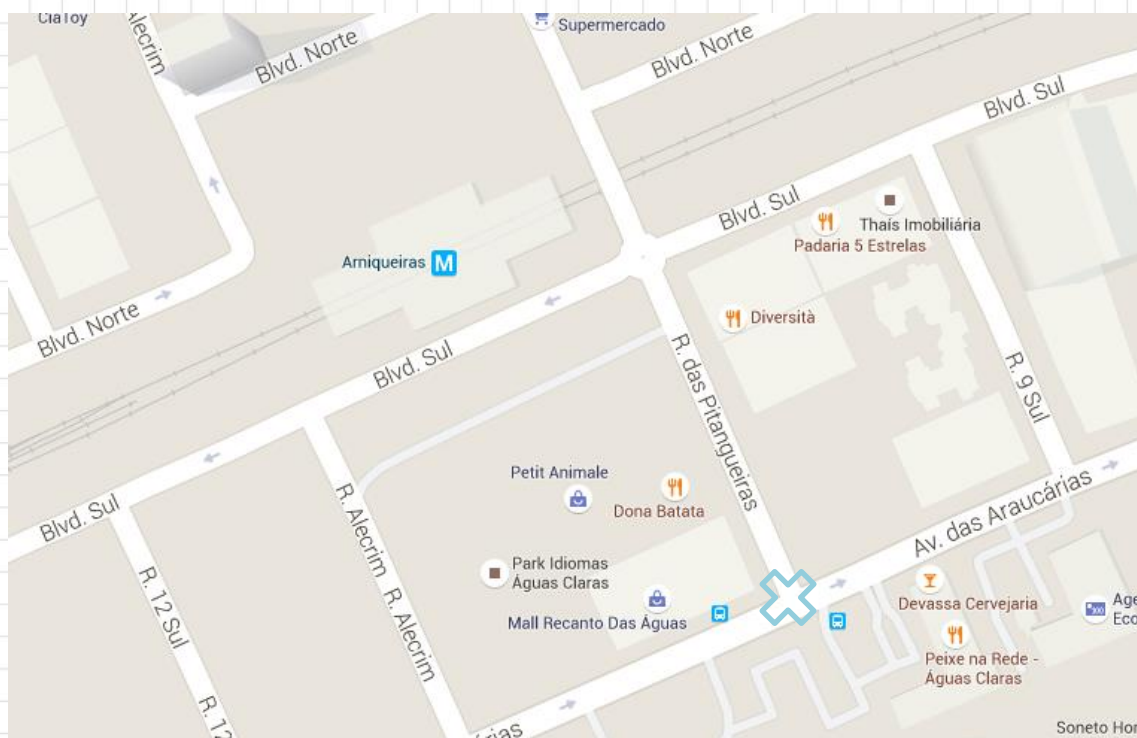 ClaToy
Alecrim
Blvd. Norte
Supermercado
Blvd. Norte
Blvd. Sul
Blvd. Sul
Thaís Imobiliária
Padaria 5 Estrelas
Arniqueiras M
Diversità
Blvd. Norte
Blvd. Sul
R. das Pitangueiras
R. 9 Sul
Petit Animale
Dona Batata
Blvd. Sul
R. Alecrim
R. Alecrim
Av. das Araucárias
Park Idiomas
Águas Claras
R. 12 Sul
Mall Recanto Das Águas
Devassa Cervejaria
Peixe na Rede -
Águas Claras
R. 12
Soneto